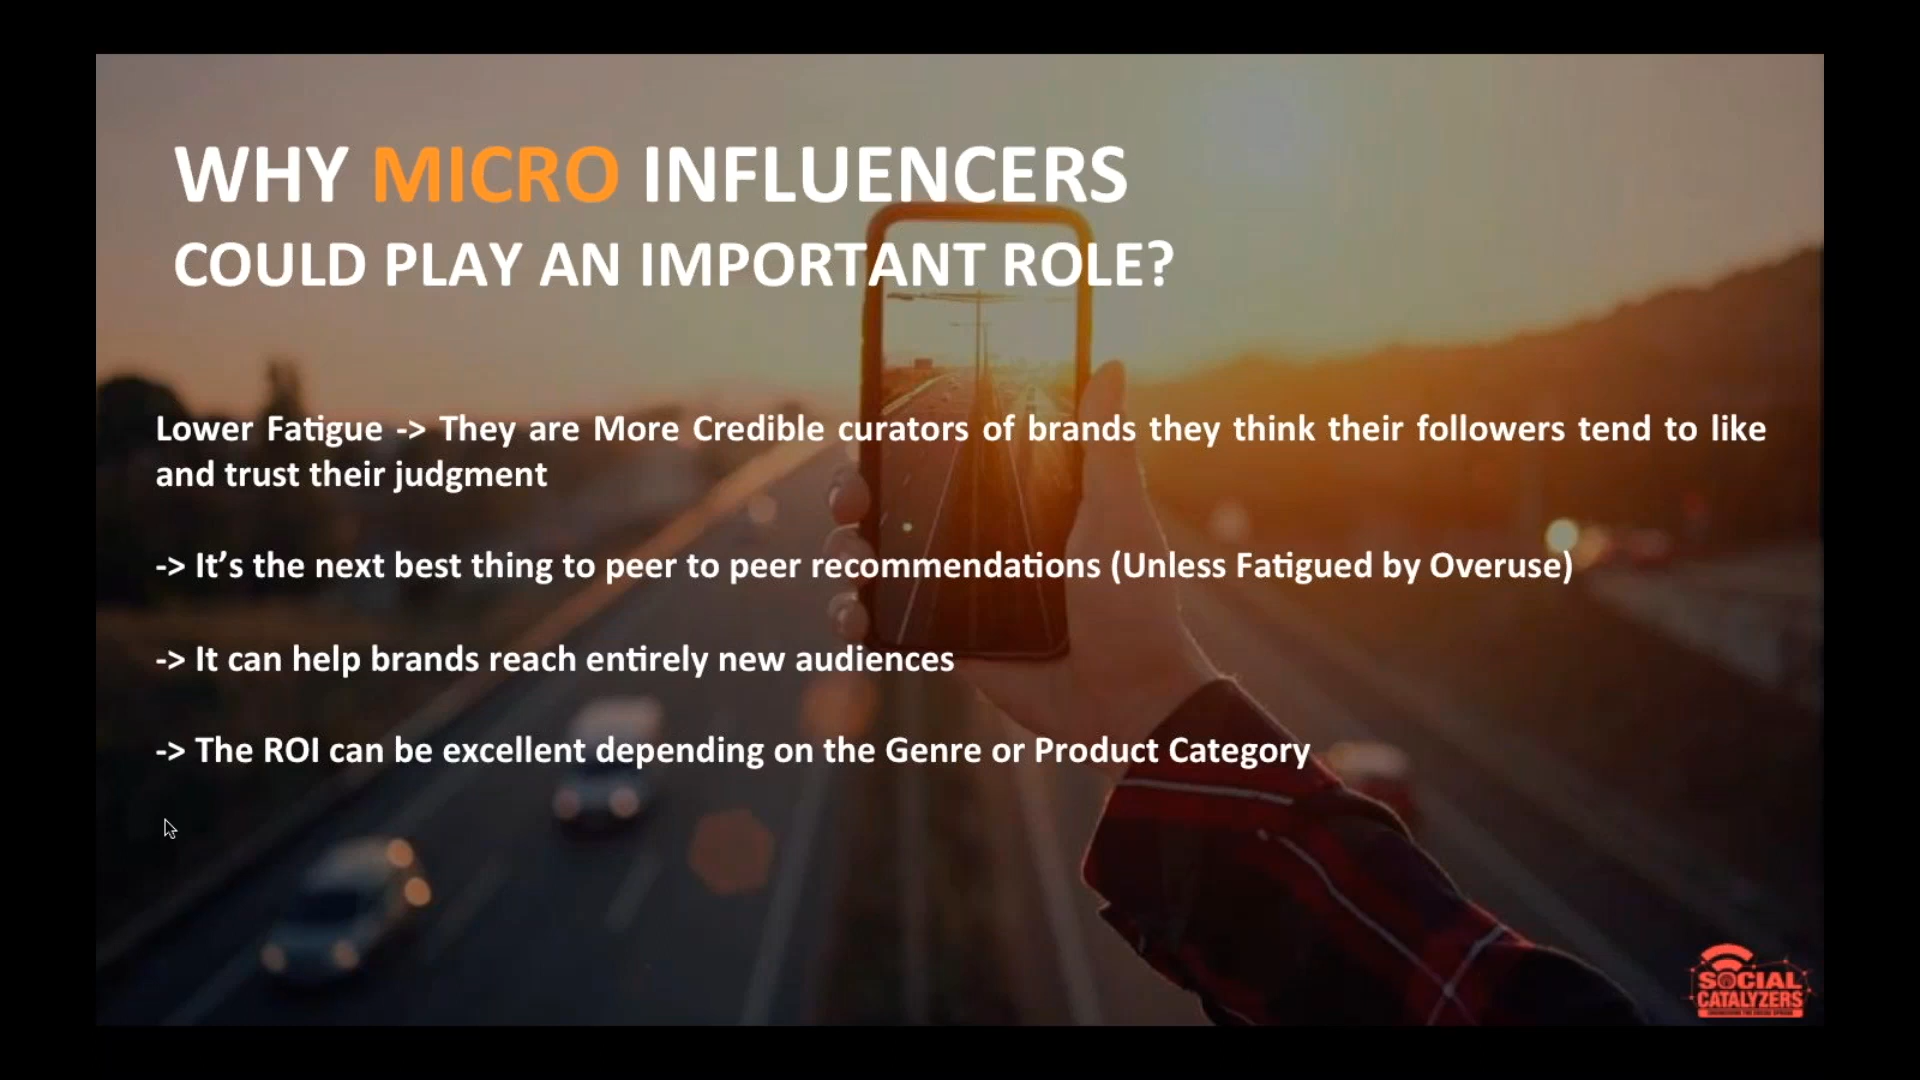 WHY MICRO INFLUENCERS
COULD PLAY AN IMPORTANT ROLE?
Lower Fatigue -> They are More Credible curators of brands they think their followers tend to like
and trust their judgment
-> It’s the next best thing to peer to peer recommendations (Unless Fatigued by Overuse)
-> It can help brands reach entirely new audiences
-> The ROI can be excellent depending on the Genre or Product Category
SOCIAL
CATALYZERS